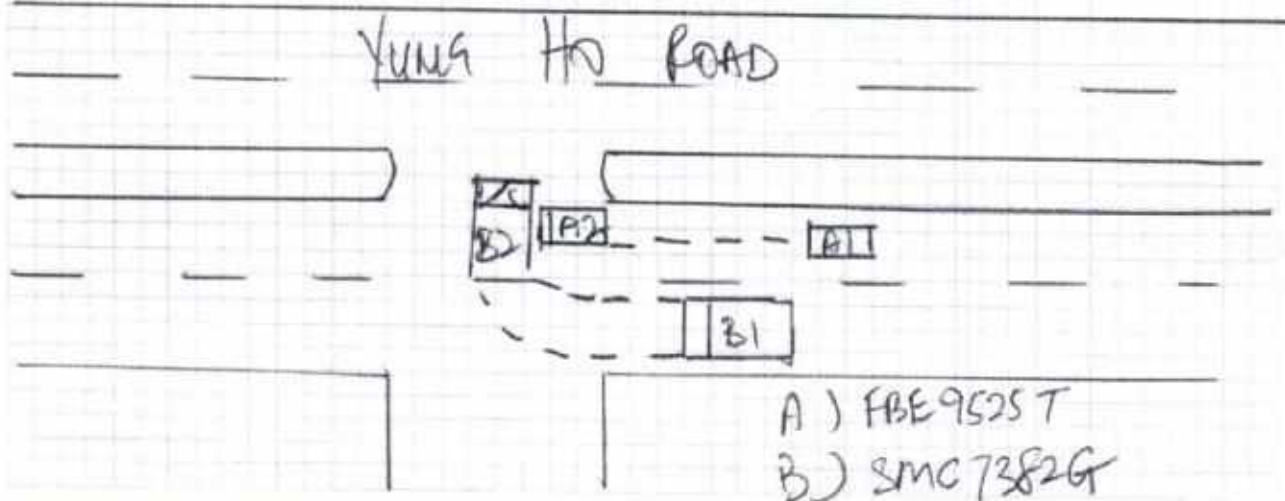 YUNG HO ROAD
B2 A2 A1
B1
A) FBE9525T
B) SMC7382G